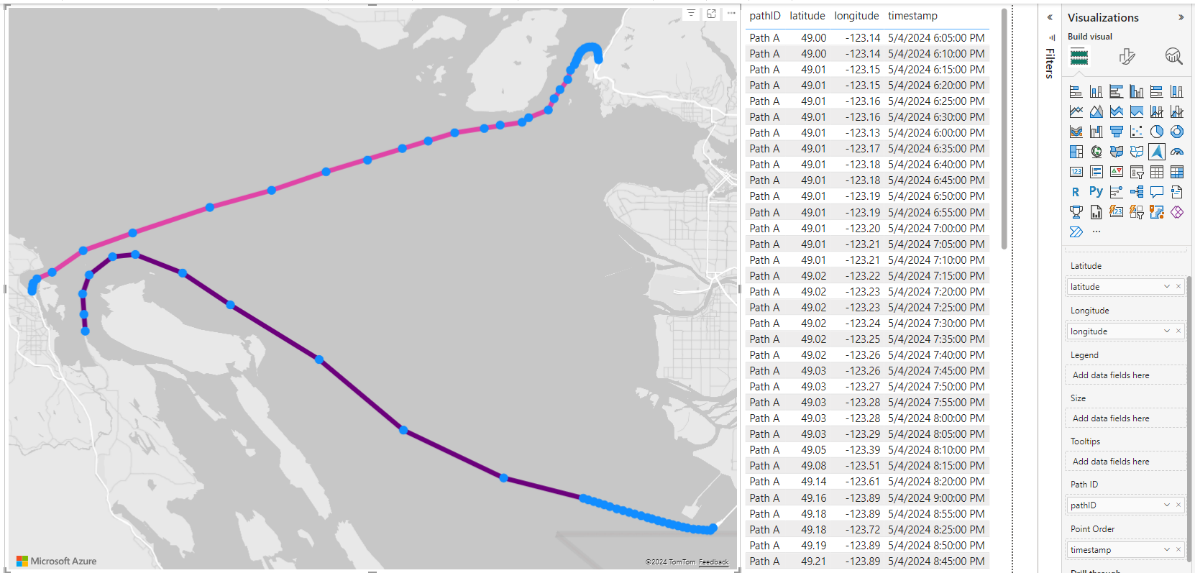 Microsoft Azure
©2024 TomTom Feedback
pathID latitude longitude timestamp
Path A 49.00 -123.14 5/4/2024 6:05:00 PM
Path A 49.00 -123.14 5/4/2024 6:10:00 PM
Path A 49.01 -123.15 5/4/2024 6:15:00 PM
Path A 49.01 -123.15 5/4/2024 6:20:00 PM
Path A 49.01 -123.16 5/4/2024 6:25:00 PM
Path A 49.01 -123.16 5/4/2024 6:30:00 PM
Path A 49.01 -123.13 5/4/2024 6:00:00 PM
Path A 49.01 -123.17 5/4/2024 6:35:00 PM
Path A 49.01 -123.18 5/4/2024 6:40:00 PM
Path A 49.01 -123.18 5/4/2024 6:45:00 PM
Path A 49.01 -123.19 5/4/2024 6:50:00 PM
Path A 49.01 -123.19 5/4/2024 6:55:00 PM
Path A 49.01 -123.20 5/4/2024 7:00:00 PM
Path A 49.01 -123.21 5/4/2024 7:05:00 PM
Path A 49.01 -123.21 5/4/2024 7:10:00 PM
Path A 49.02 -123.22 5/4/2024 7:15:00 PM
Path A 49.02 -123.23 5/4/2024 7:20:00 PM
Path A 49.02 -123.23 5/4/2024 7:25:00 PM
Path A 49.02 -123.24 5/4/2024 7:30:00 PM
Path A 49.02 -123.25 5/4/2024 7:35:00 PM
Path A 49.02 -123.26 5/4/2024 7:40:00 PM
Path A 49.03 -123.26 5/4/2024 7:45:00 PM
Path A 49.03 -123.27 5/4/2024 7:50:00 PM
Path A 49.03 -123.28 5/4/2024 7:55:00 PM
Path A 49.03 -123.28 5/4/2024 8:00:00 PM
Path A 49.03 -123.29 5/4/2024 8:05:00 PM
Path A 49.05 -123.39 5/4/2024 8:10:00 PM
Path A 49.08 -123.51 5/4/2024 8:15:00 PM
Path A 49.14 -123.61 5/4/2024 8:20:00 PM
Path A 49.16 -123.89 5/4/2024 9:00:00 PM
Path A 49.18 -123.89 5/4/2024 8:55:00 PM
Path A 49.18 -123.72 5/4/2024 8:25:00 PM
Path A 49.19 -123.89 5/4/2024 8:50:00 PM
Path A 49.21 -123.89 5/4/2024 8:45:00 PM
Filters
Visualizations
Build visual
123
R Py
123
Latitude
latitude
Longitude
longitude
Legend
Add data fields here
Size
Add data fields here
Tooltips
Add data fields here
Path ID
pathID
Point Order
timestamp
Drill through